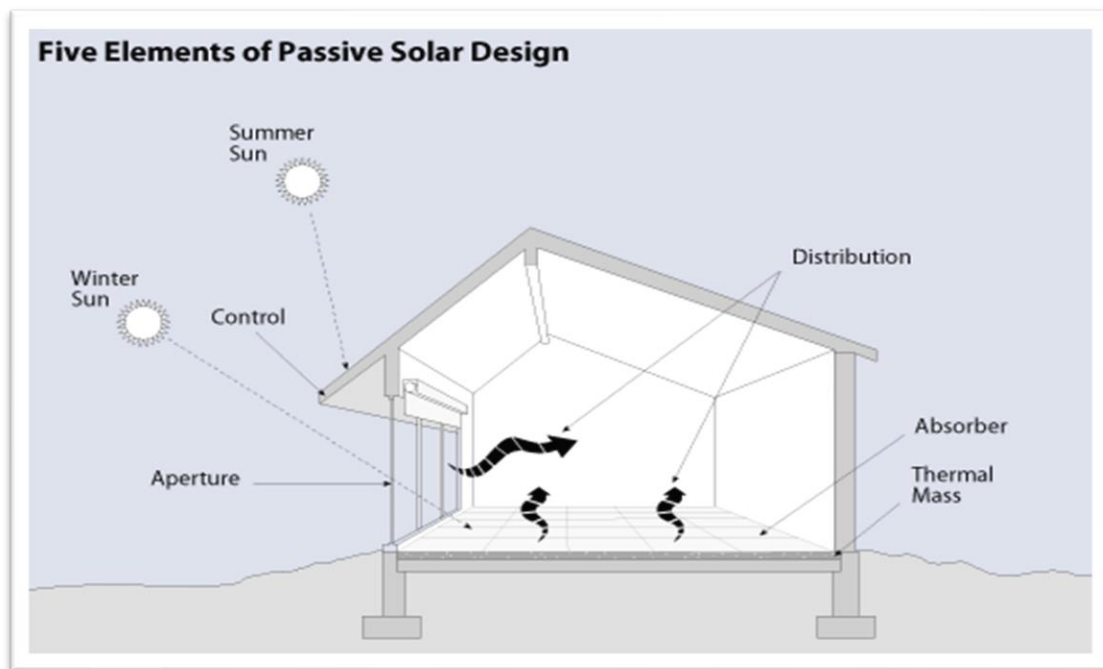 Five Elements of Passive Solar Design
Summer
Sun
Winter
Sun
Control
Distribution
Aperture
Absorber
Thermal
Mass